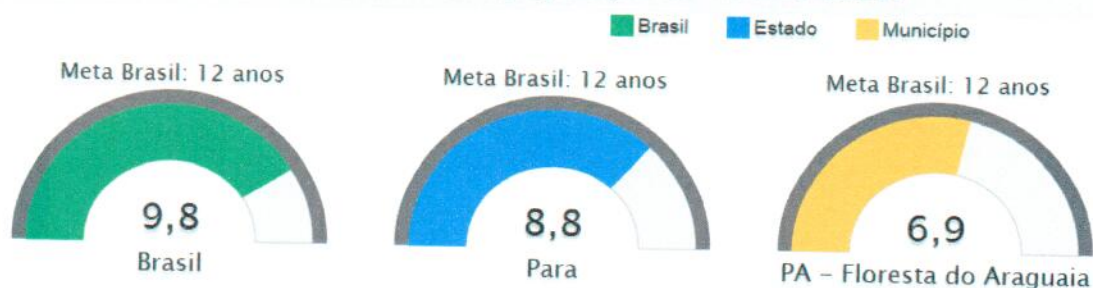 Brasil Estado Município
Meta Brasil: 12 anos
9,8
Brasil
Meta Brasil: 12 anos
8,8
Para
Meta Brasil: 12 anos
6,9
PA – Floresta do Araguaia